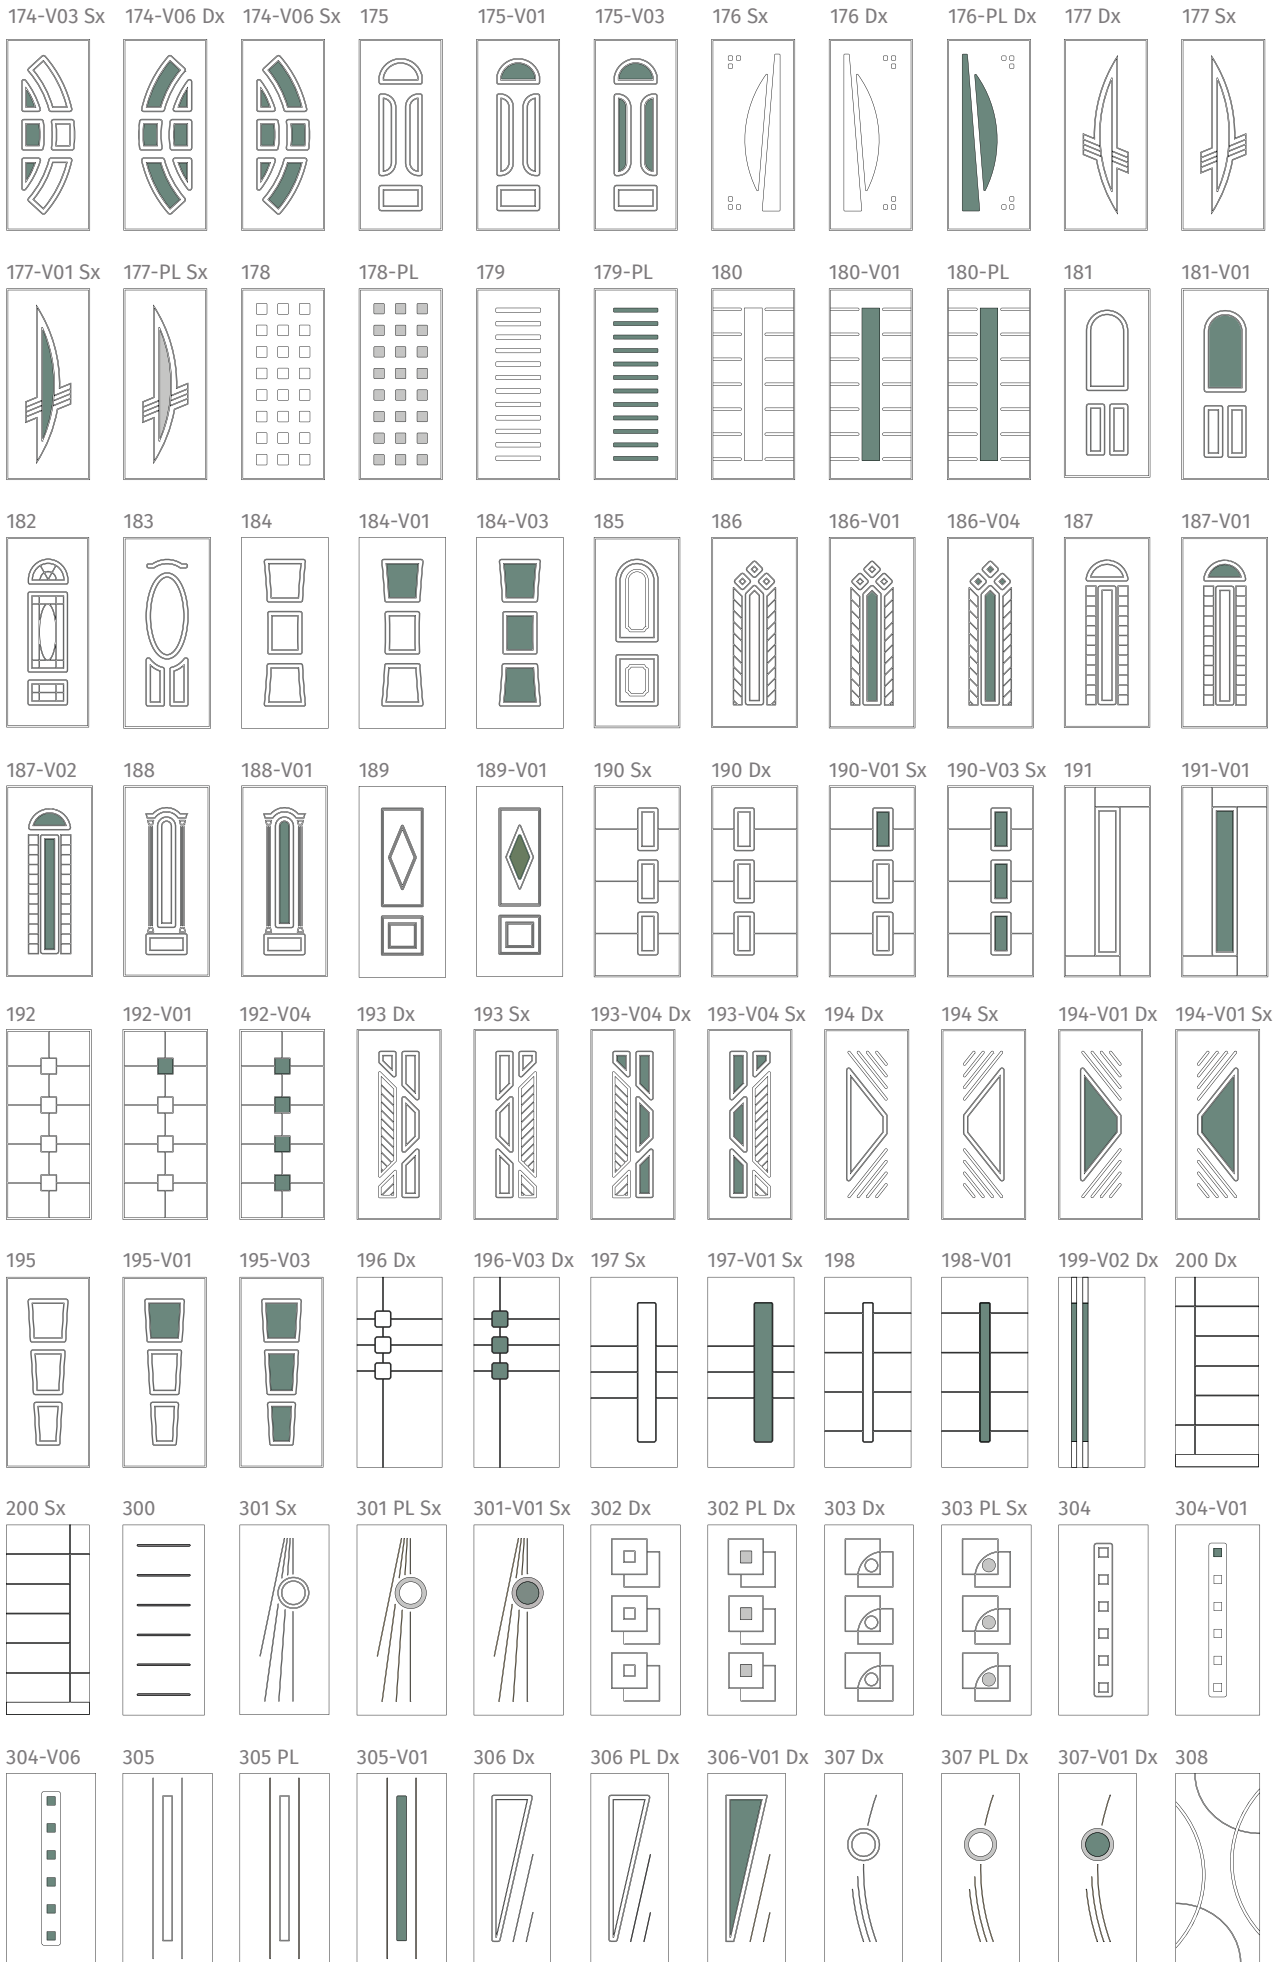 174-V03 Sx 174-V06 Dx 174-V06 Sx 175 175-V01 175-V03 176 Sx 176 Dx 176-PL Dx 177 Dx 177 Sx
177-V01 Sx 177-PL Sx 178 178-PL 179 179-PL 180 180-V01 180-PL 181 181-V01
182 183 184 184-V01 184-V03 185 186 186-V01 186-V04 187 187-V01
187-V02 188 188-V01 189 189-V01 190 Sx 190 Dx 190-V01 Sx 190-V03 Sx 191 191-V01
192 192-V01 192-V04 193 Dx 193 Sx 193-V04 Dx 193-V04 Sx 194 Dx 194 Sx 194-V01 Dx 194-V01 Sx
195 195-V01 195-V03 196 Dx 196-V03 Dx 197 Sx 197-V01 Sx 198 198-V01 199-V02 Dx 200 Dx
200 Sx 300 301 Sx 301 PL Sx 301-V01 Sx 302 Dx 302 PL Dx 303 Dx 303 PL Sx 304 304-V01
304-V06 305 305 PL 305-V01 306 Dx 306 PL Dx 306-V01 Dx 307 Dx 307 PL Dx 307-V01 Dx 308